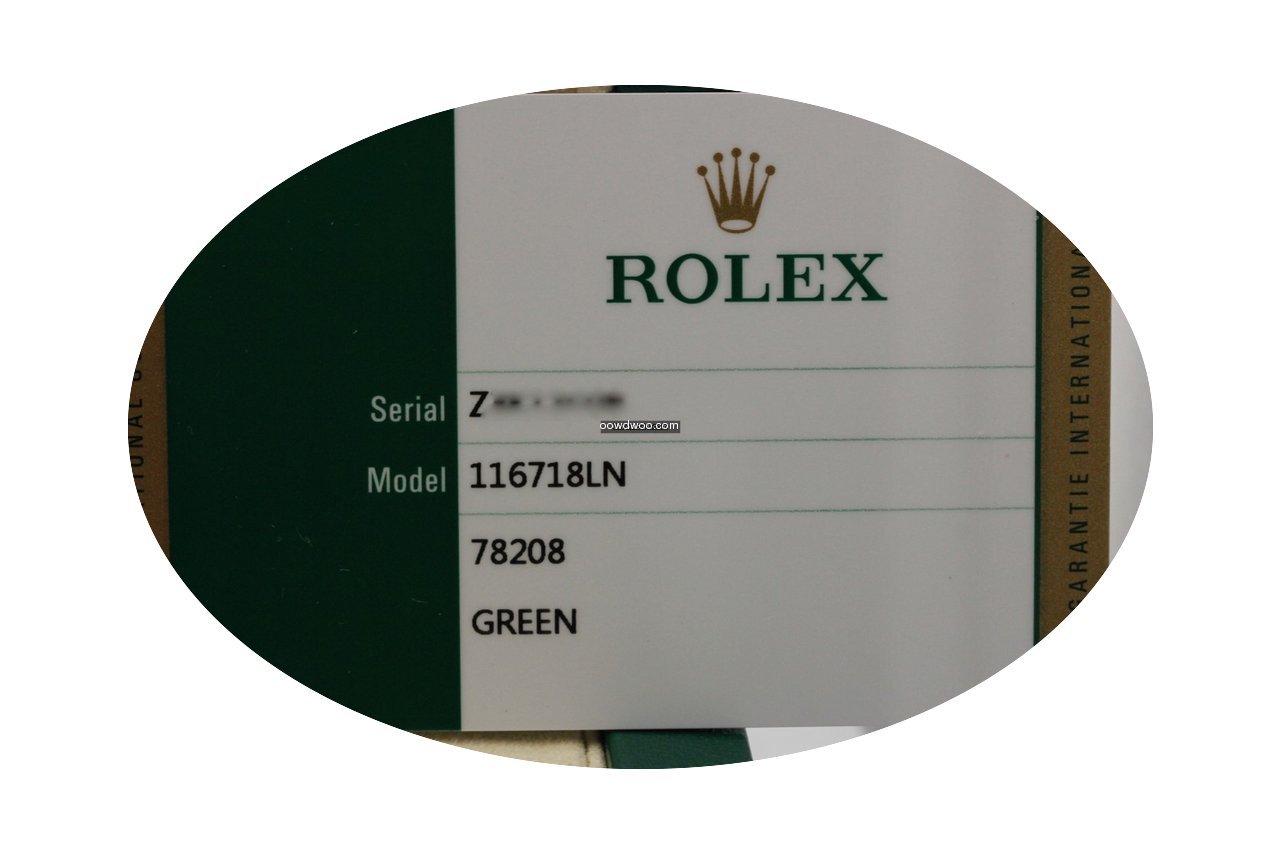 ROLEX
Serial Z
oowdwoo.com
Model 116718LN
78208
GREEN
GARANTIE INTERNATIONA